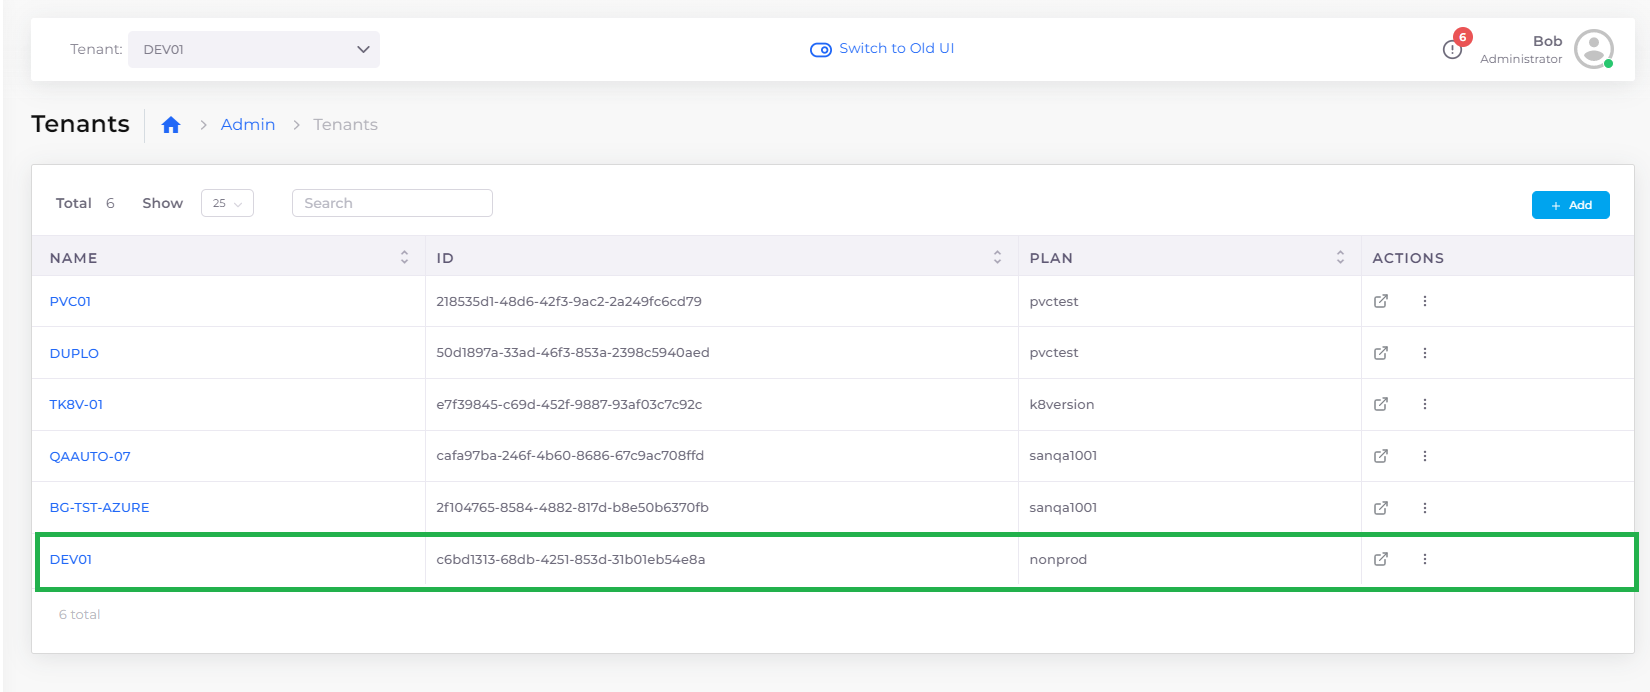 Tenant: DEV01 Switch to Old UI 6 Bob
Administrator
Tenants > Admin > Tenants
Total 6 Show 25 Search + Add
NAME ID PLAN ACTIONS
PVC01 218535d1-48d6-42f3-9ac2-2a249fc6cd79 pvctest
DUPLO 50d1897a-33ad-46f3-853a-2398c5940aed pvctest
TK8V-01 e7f39845-c69d-452f-9887-93af03c7c92c k8version
QAAUTO-07 cafa97ba-246f-4b60-8686-67c9ac708ffd sanqa1001
BG-TST-AZURE 2f104765-8584-4882-817d-b8e50b6370fb sanqa1001
DEV01 c6bd1313-68db-4251-853d-31b01eb54e8a nonprod
6 total